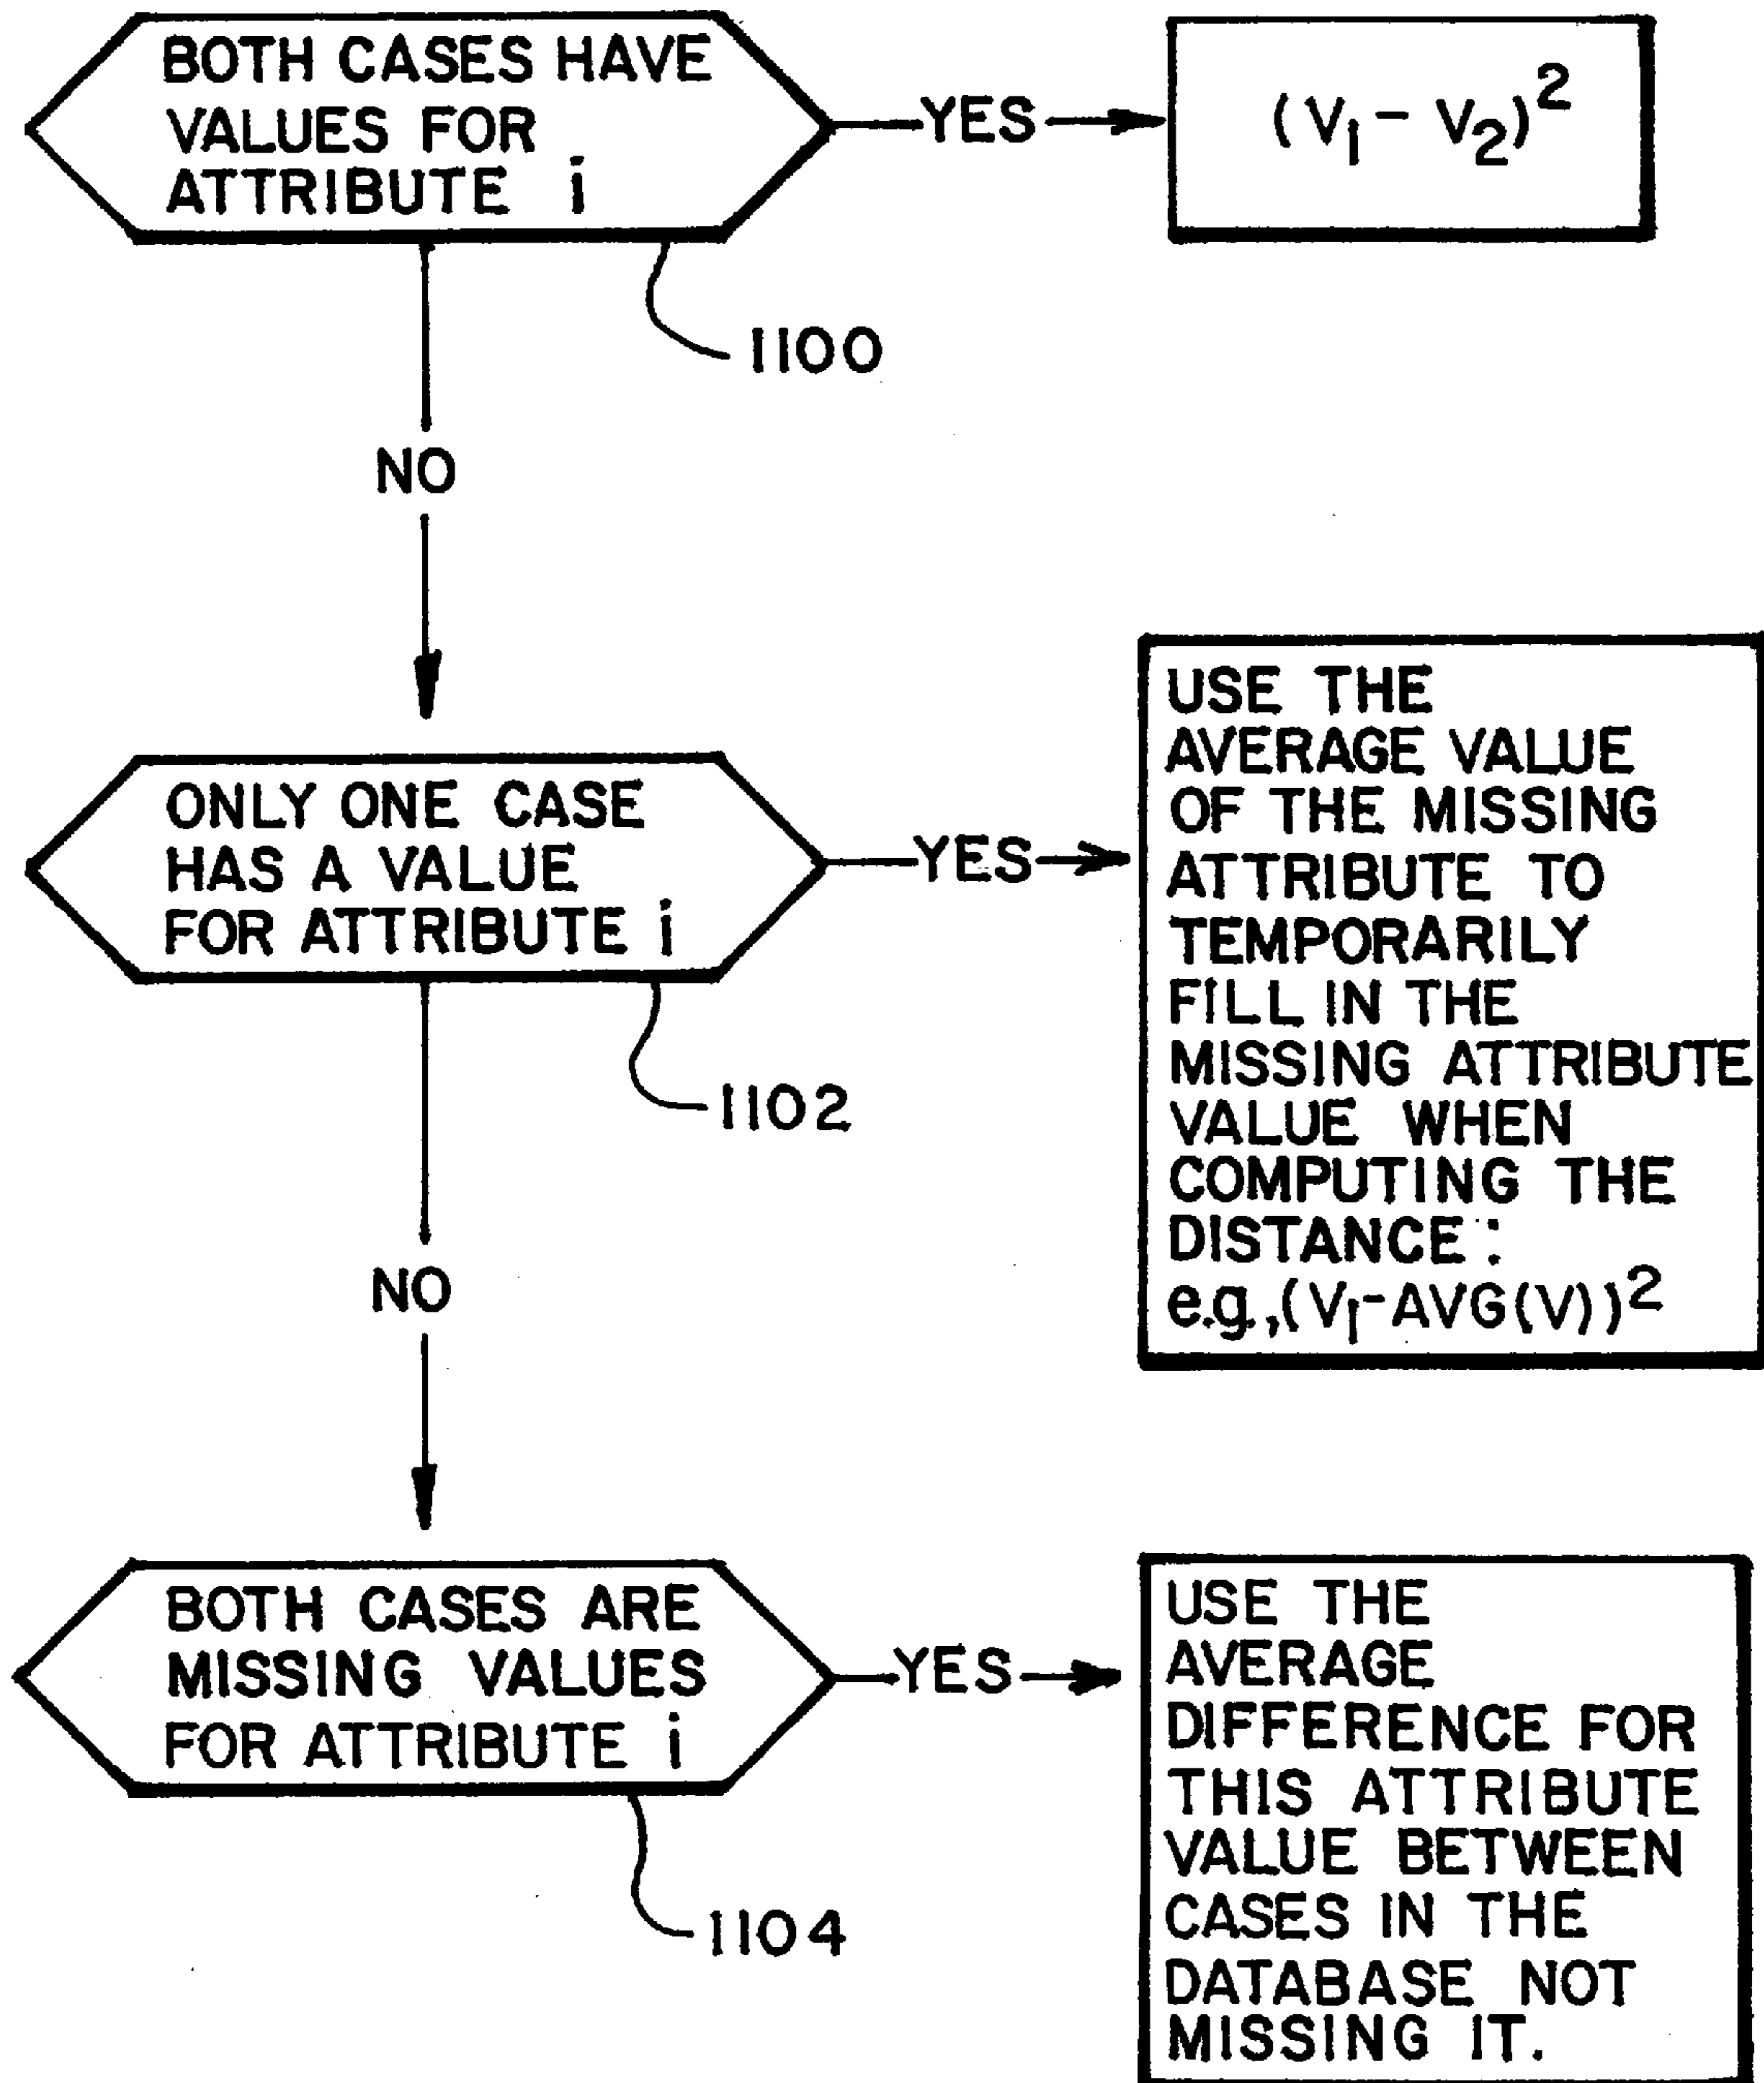 BOTH CASES HAVE
VALUES FOR
ATTRIBUTE i
YES
(V₁ - V₂)²
1100
NO
ONLY ONE CASE
HAS A VALUE
FOR ATTRIBUTE i
YES
USE THE
AVERAGE VALUE
OF THE MISSING
ATTRIBUTE TO
TEMPORARILY
FILL IN THE
MISSING ATTRIBUTE
VALUE WHEN
COMPUTING THE
DISTANCE:
e.g.,(V₁-AVG(V))²
1102
NO
BOTH CASES ARE
MISSING VALUES
FOR ATTRIBUTE i
YES
USE THE
AVERAGE
DIFFERENCE FOR
THIS ATTRIBUTE
VALUE BETWEEN
CASES IN THE
DATABASE NOT
MISSING IT.
1104